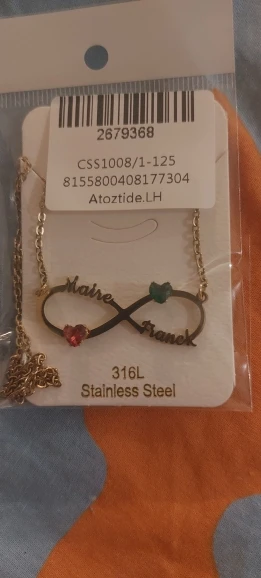 2679368
CSS1008/1-125
8155800408177304
Atoztide.LH
Maire
Franck
316L
Stainless Steel